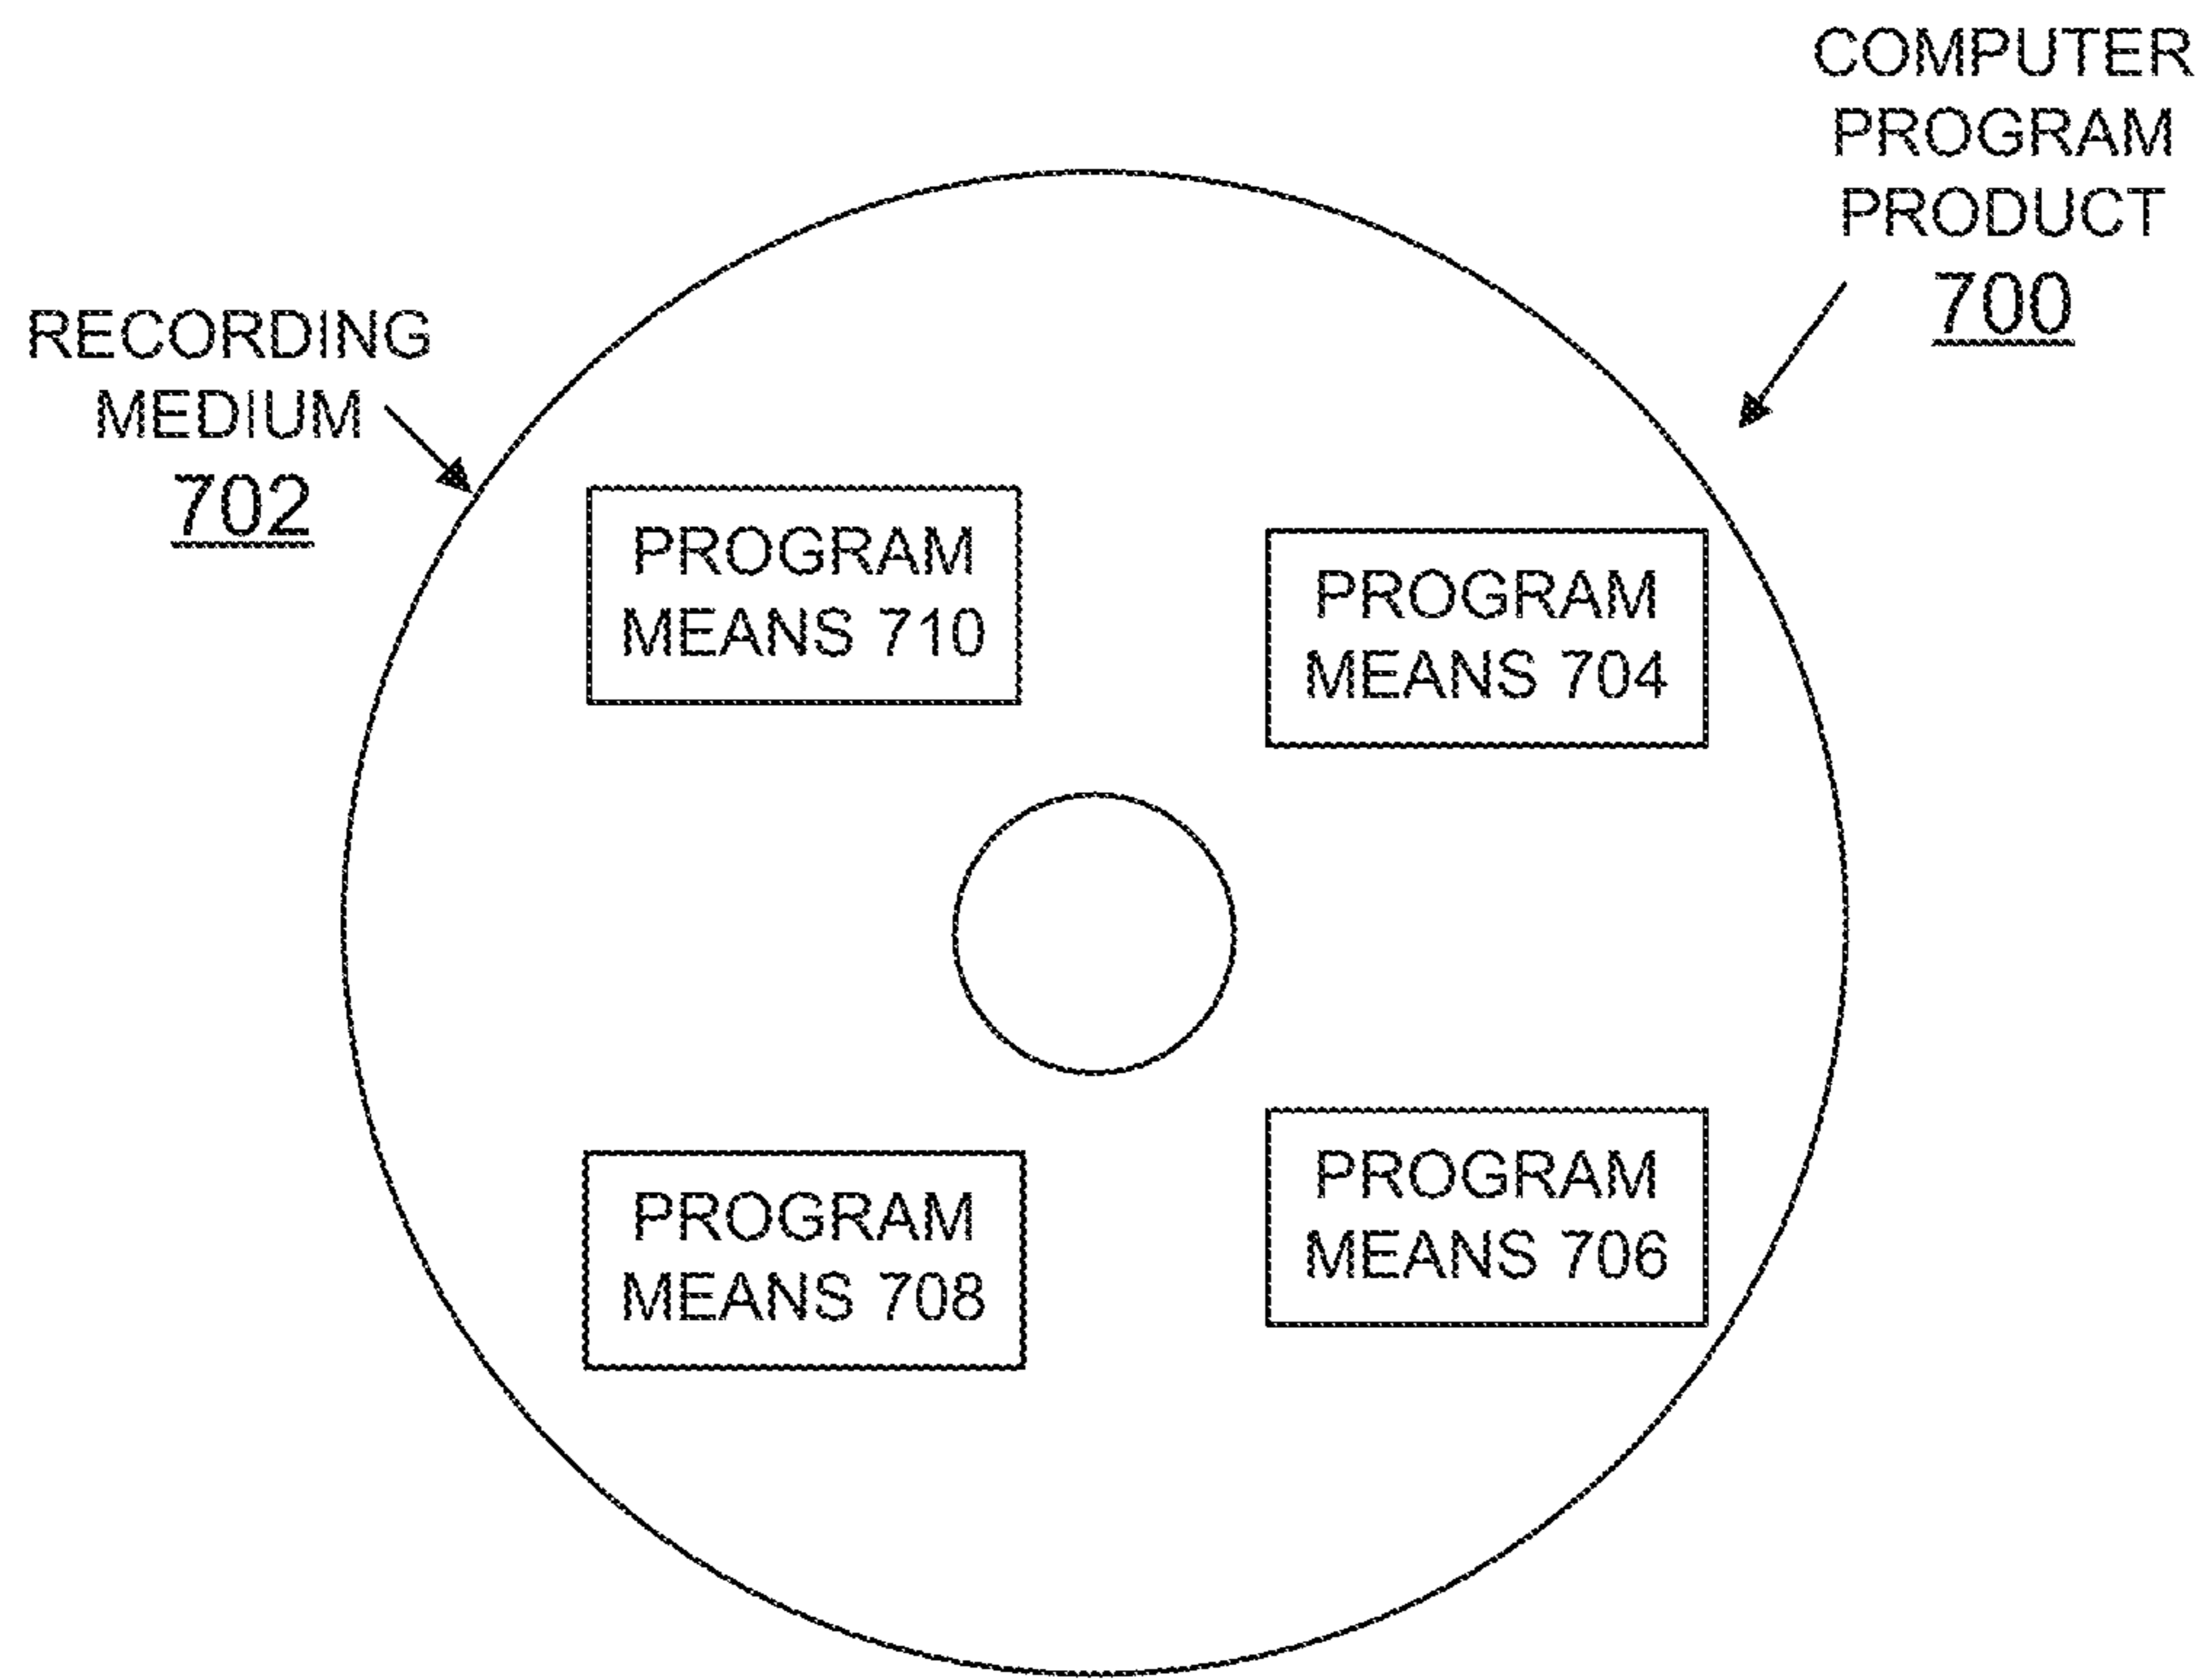 COMPUTER
PROGRAM
PRODUCT
700
RECORDING
MEDIUM
702
PROGRAM
MEANS 710
PROGRAM
MEANS 704
PROGRAM
MEANS 708
PROGRAM
MEANS 706